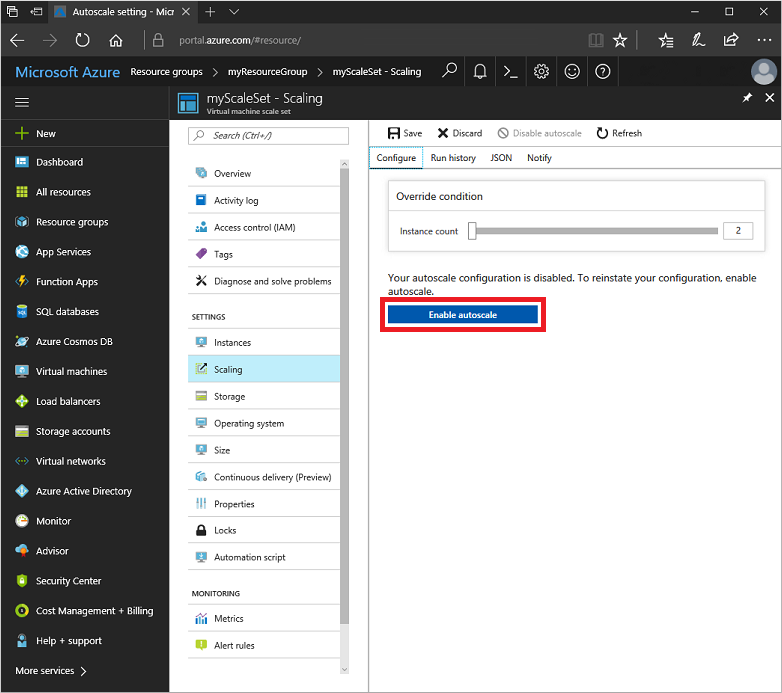 Autoscale setting - Micr
portal.azure.com/#resource/
Microsoft Azure Resource groups > myResourceGroup > myScaleSet - Scaling
myScaleSet - Scaling
Virtual machine scale set
New
Dashboard
All resources
Resource groups
App Services
Function Apps
SQL databases
Azure Cosmos DB
Virtual machines
Load balancers
Storage accounts
Virtual networks
Azure Active Directory
Monitor
Advisor
Security Center
Cost Management + Billing
Help + support
More services >
Search (Ctrl+/)
Overview
Activity log
Access control (IAM)
Tags
Diagnose and solve problems
SETTINGS
Instances
Scaling
Storage
Operating system
Size
Continuous delivery (Preview)
Properties
Locks
Automation script
MONITORING
Metrics
Alert rules
Save Discard Disable autoscale Refresh
Configure Run history JSON Notify
Override condition
Instance count 2
Your autoscale configuration is disabled. To reinstate your configuration, enable
autoscale.
Enable autoscale